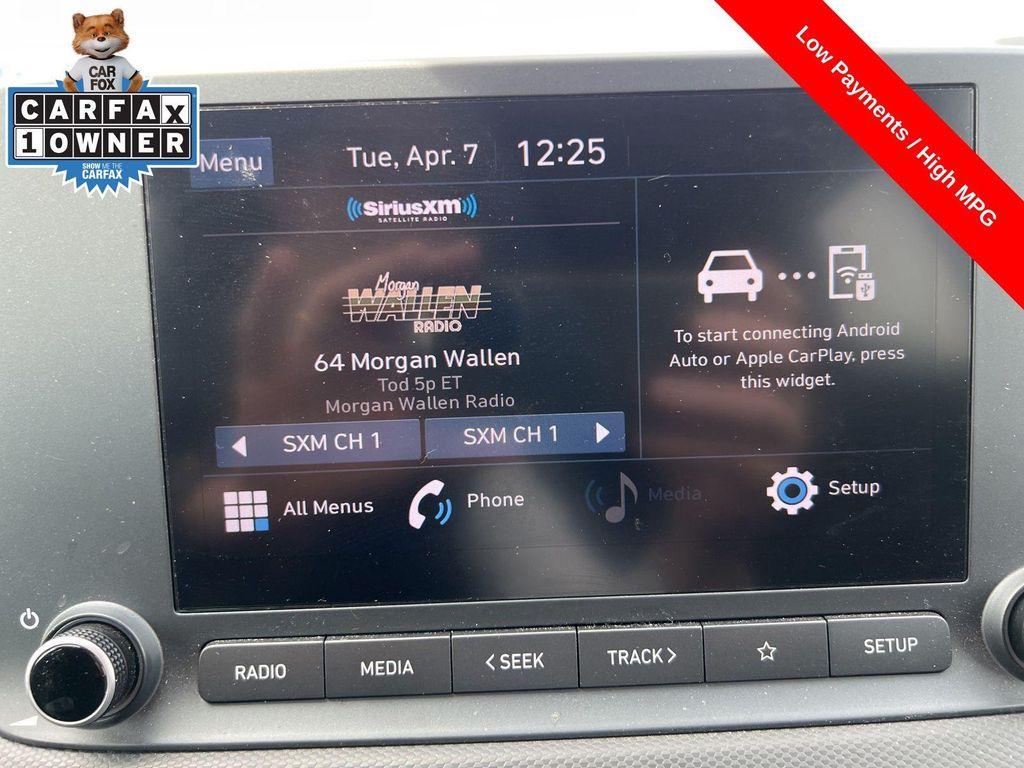 CAR
FOX
CARFAX
1 OWNER
SHOW ME THE
CARFAX
Low Payments / High MPG
Menu
Tue, Apr. 7
12:25
((SiriusXM))
SATELLITE RADIO
Morgan
WALLEN
RADIO
64 Morgan Wallen
Tod 5p ET
Morgan Wallen Radio
SXM CH 1
SXM CH 1
To start connecting Android
Auto or Apple CarPlay, press
this widget.
All Menus
Phone
Media
Setup
RADIO
MEDIA
<SEEK
TRACK>
SETUP